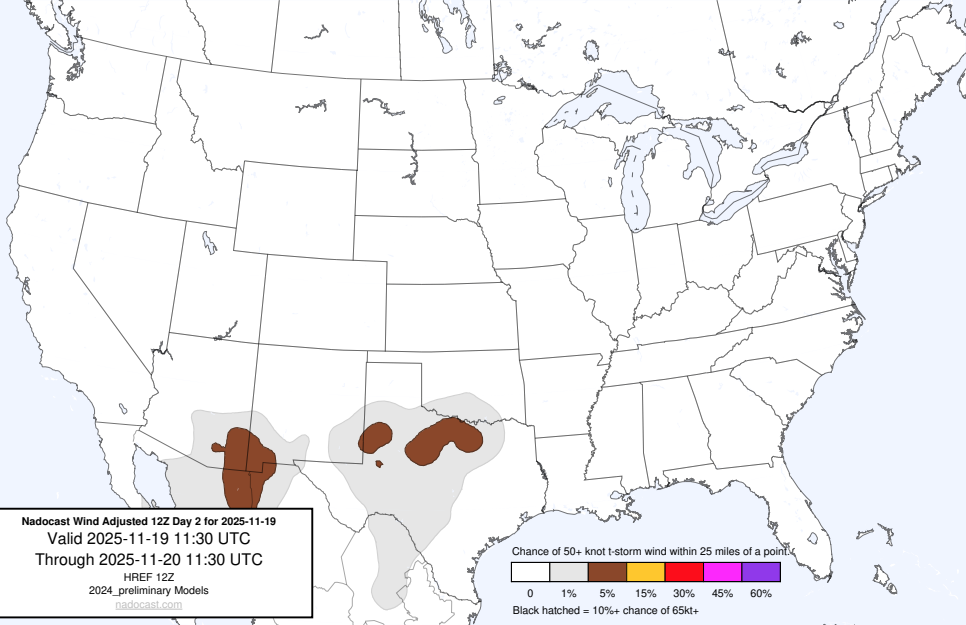 Nadocast Wind Adjusted 12Z Day 2 for 2025-11-19
Valid 2025-11-19 11:30 UTC
Through 2025-11-20 11:30 UTC
HREF 12Z
2024_preliminary Models
nadocast.com
Chance of 50+ knot t-storm wind within 25 miles of a point.
0 1% 5% 15% 30% 45% 60%
Black hatched = 10%+ chance of 65kt+